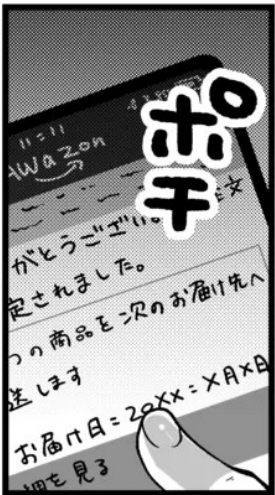 ポチ
11:11
AWazon
がとうござい
文
定されました。
つの商品を次のお届け先へ
送します
お届け日:20XX:X月X日
細を見る